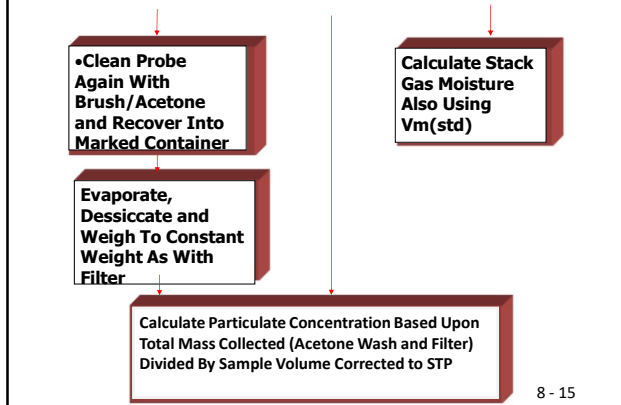 •Clean Probe
Again With
Brush/Acetone
and Recover Into
Marked Container
Calculate Stack
Gas Moisture
Also Using
Vm(std)
Evaporate,
Dessiccate and
Weigh To Constant
Weight As With
Filter
Calculate Particulate Concentration Based Upon
Total Mass Collected (Acetone Wash and Filter)
Divided By Sample Volume Corrected to STP
8 - 15